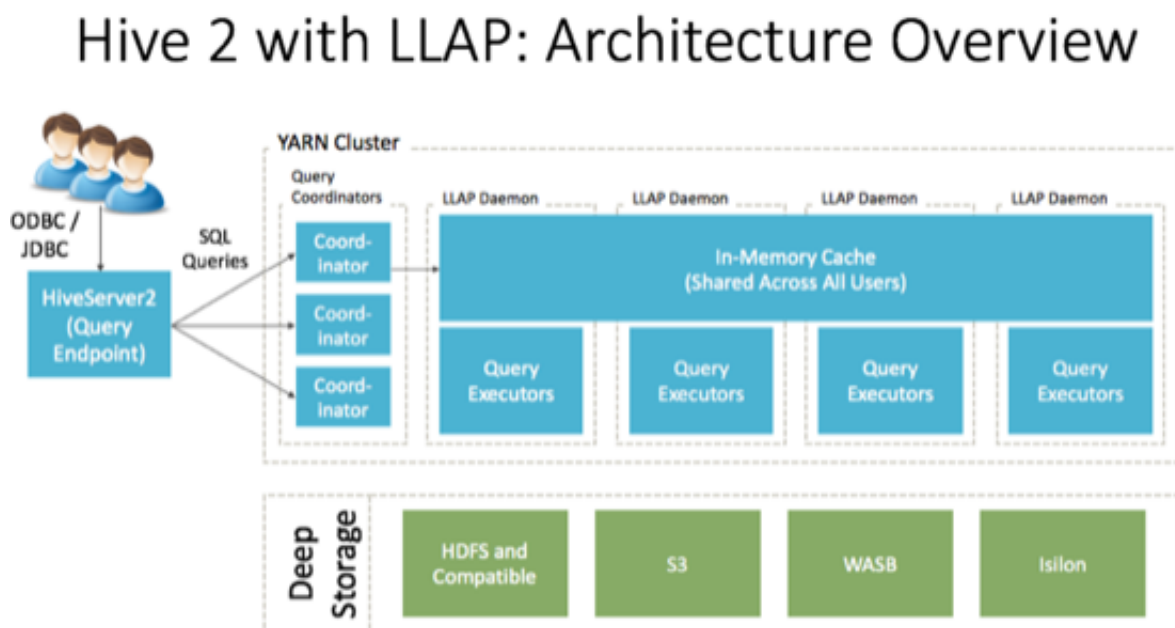 Hive 2 with LLAP: Architecture Overview
YARN Cluster
ODBC /
JDBC
SQL
Queries
HiveServer2
(Query
Endpoint)
Query
Coordinators
Coord-
inator
Coord-
inator
Coord-
inator
LLAP Daemon
LLAP Daemon
LLAP Daemon
LLAP Daemon
In-Memory Cache
(Shared Across All Users)
Query
Executors
Query
Executors
Query
Executors
Query
Executors
Deep
Storage
HDFS and
Compatible
S3
WASB
Isilon